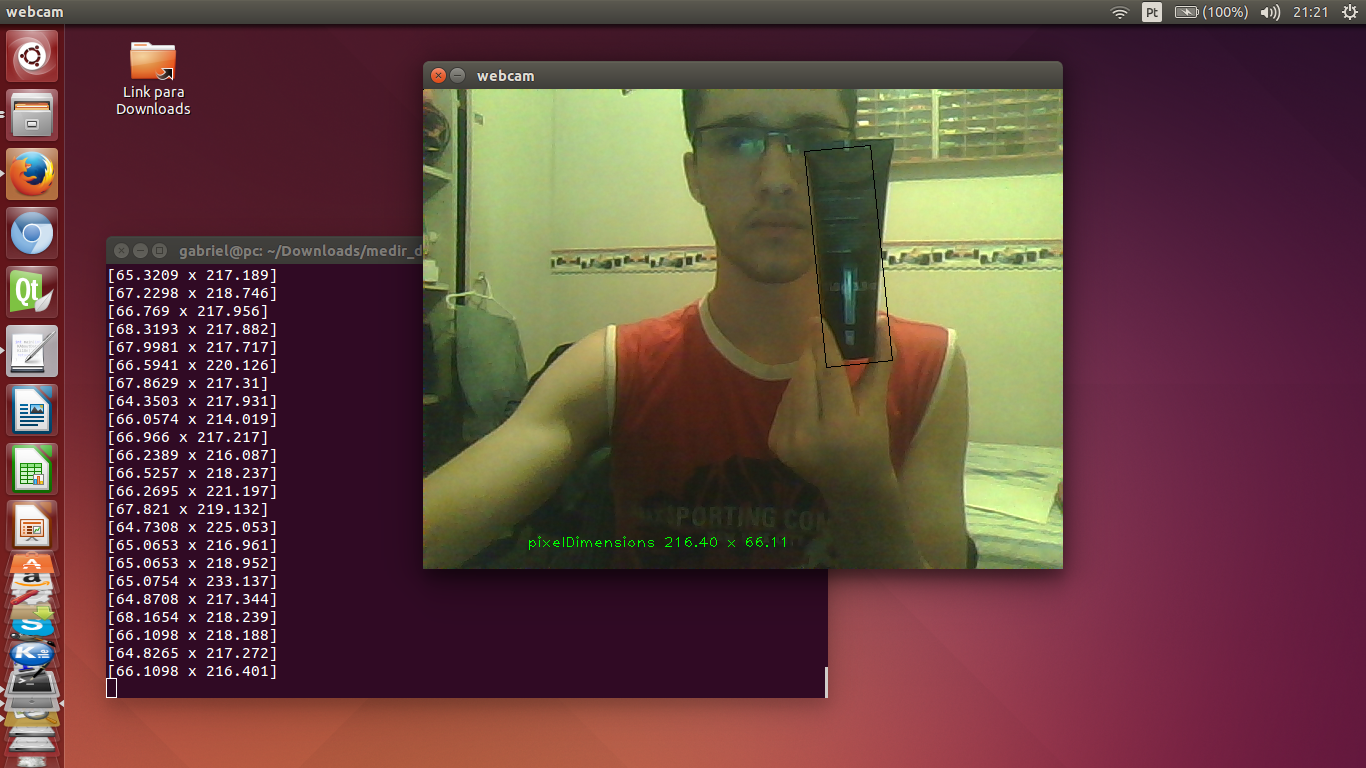 webcam
Pt
(100%)
21:21
Link para
Downloads
webcam
gabriel@pc: ~/Downloads/medir_d
[65.3209 x 217.189]
[67.2298 x 218.746]
[66.769 x 217.956]
[68.3193 x 217.882]
[67.9981 x 217.717]
[66.5941 x 220.126]
[67.8629 x 217.31]
[64.3503 x 217.931]
[66.0574 x 214.019]
[66.966 x 217.217]
[66.2389 x 216.087]
[66.5257 x 218.237]
[66.2695 x 221.197]
[67.821 x 219.132]
[64.7308 x 225.053]
[65.0653 x 216.961]
[65.0653 x 218.952]
[65.0754 x 233.137]
[64.8708 x 217.344]
[68.1654 x 218.239]
[66.1098 x 218.188]
[64.8265 x 217.272]
[66.1098 x 216.401]
PORTING CON
pixelDimensions 216.40 x 66.11
Qt